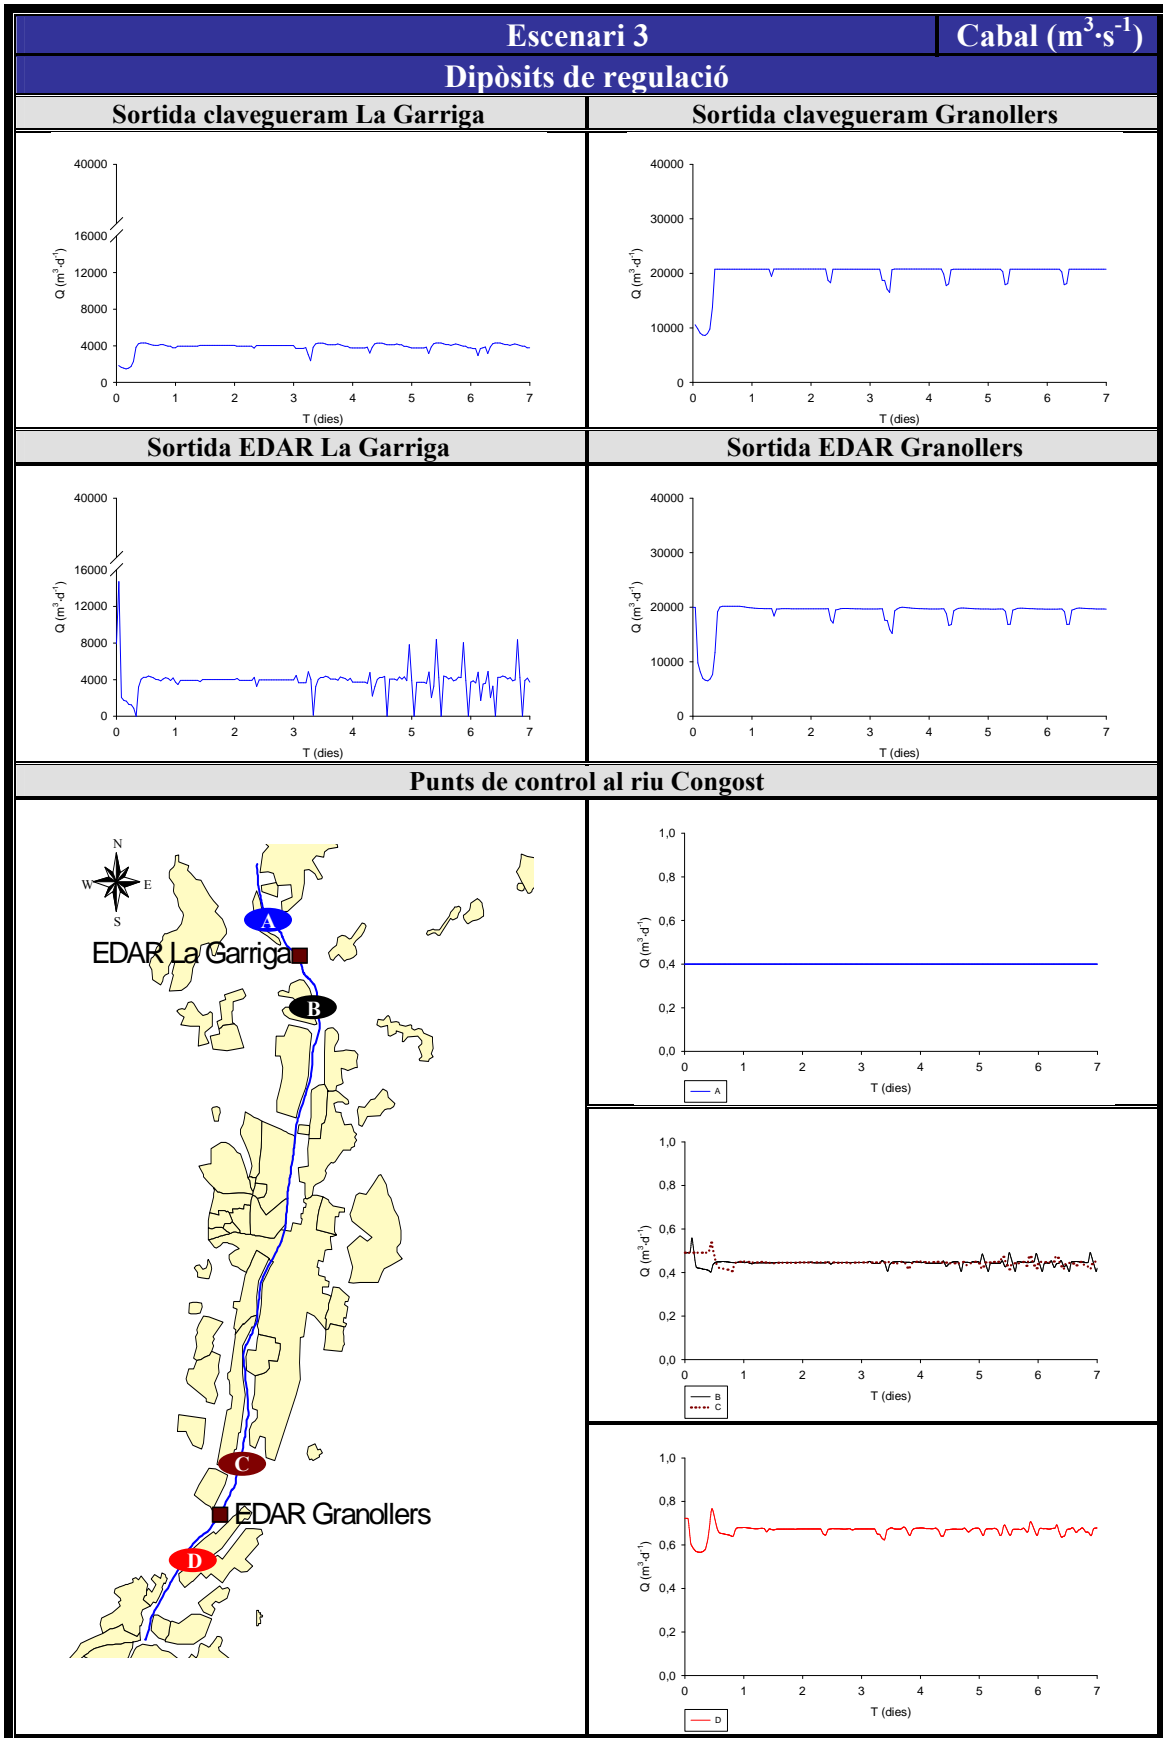 Escenari 3
Cabal (m³·s⁻¹)
Dipòsits de regulació
Sortida clavegueram La Garriga
Sortida clavegueram Granollers
40000
16000
12000
8000
4000
0
Q (m³·d⁻¹)
0 1 2 3 4 5 6 7
T (dies)
40000
30000
20000
10000
0
Q (m³·d⁻¹)
0 1 2 3 4 5 6 7
T (dies)
Sortida EDAR La Garriga
Sortida EDAR Granollers
40000
16000
12000
8000
4000
0
Q (m³·d⁻¹)
0 1 2 3 4 5 6 7
T (dies)
40000
30000
20000
10000
0
Q (m³·d⁻¹)
0 1 2 3 4 5 6 7
T (dies)
Punts de control al riu Congost
N
W E
S
A
EDAR La Garriga
B
C
EDAR Granollers
D
1,0
0,8
0,6
0,4
0,2
0,0
Q (m³·d⁻¹)
0 1 2 3 4 5 6 7
T (dies)
A
1,0
0,8
0,6
0,4
0,2
0,0
Q (m³·d⁻¹)
0 1 2 3 4 5 6 7
T (dies)
B
C
1,0
0,8
0,6
0,4
0,2
0,0
Q (m³·d⁻¹)
0 1 2 3 4 5 6 7
T (dies)
D